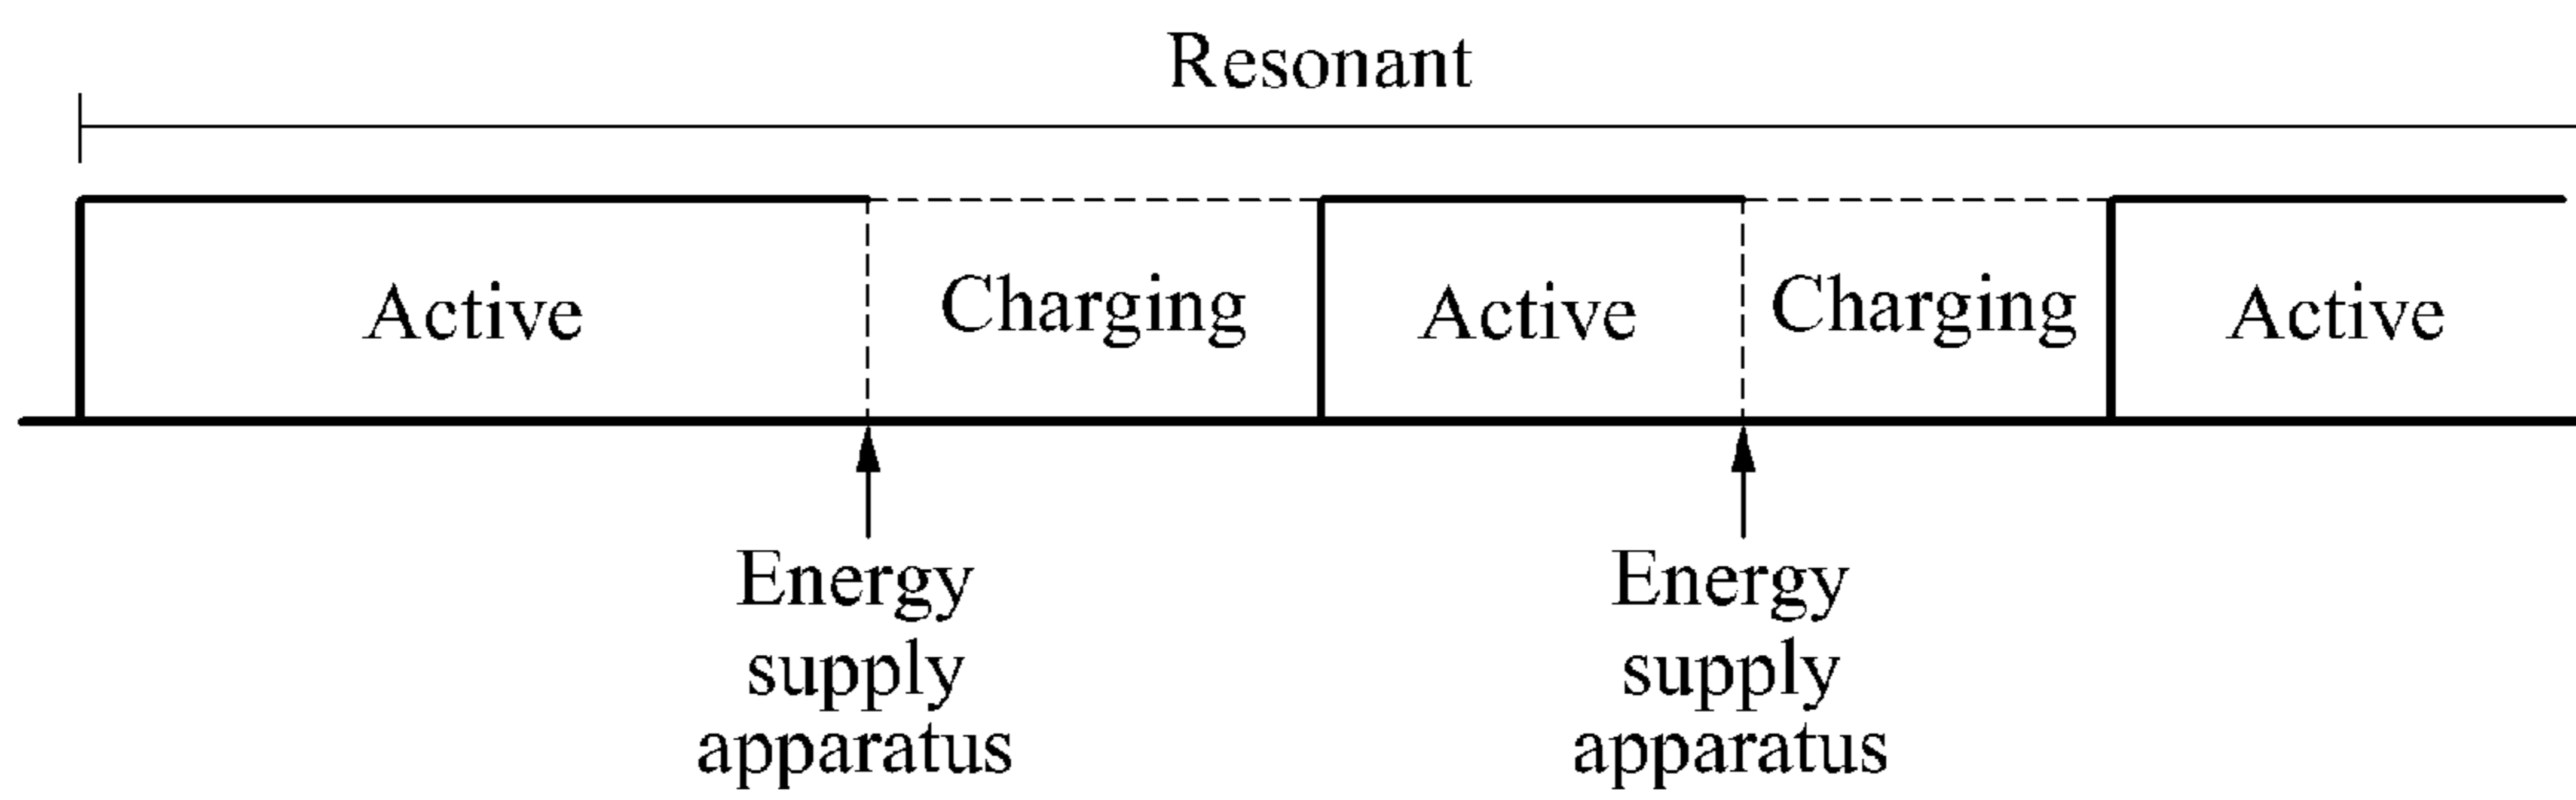 Resonant
Active Charging Active Charging Active
Energy
supply
apparatus
Energy
supply
apparatus